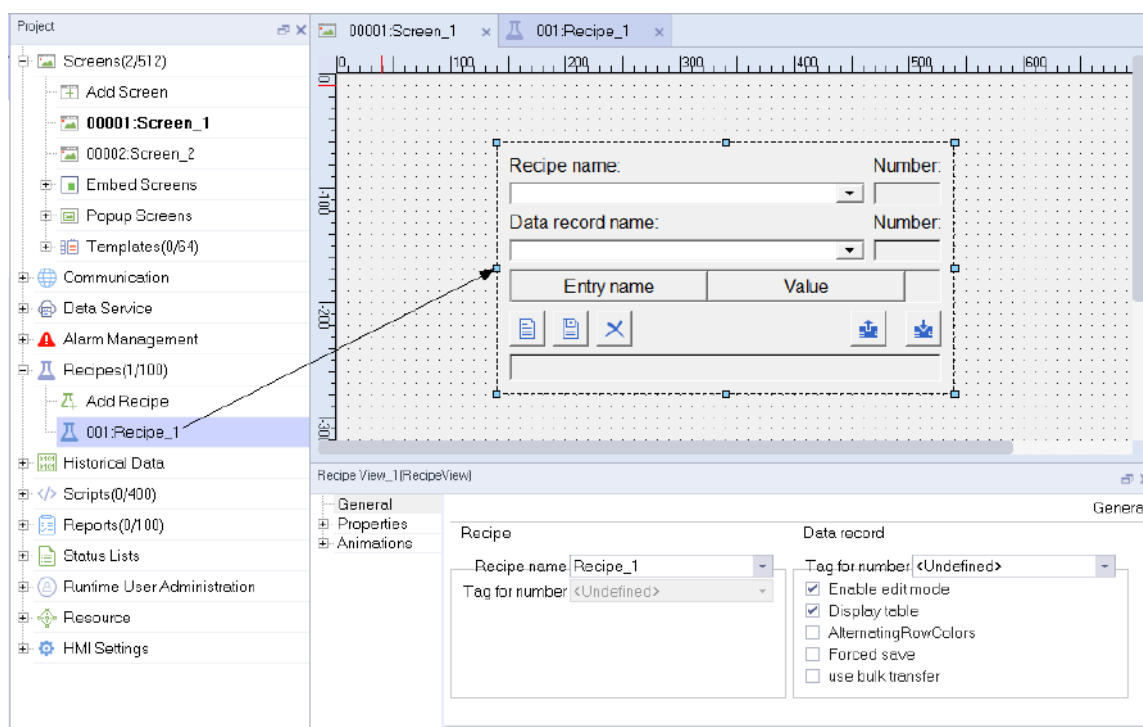 Project
Screens(2/512)
Add Screen
00001:Screen_1
00002:Screen_2
Embed Screens
Popup Screens
Templates(0/64)
Communication
Data Service
Alarm Management
Recipes(1/100)
Add Recipe
001:Recipe_1
Historical Data
Scripts(0/400)
Reports(0/100)
Status Lists
Runtime User Administration
Resource
HMI Settings
00001:Screen_1 001:Recipe_1
0 100 200 300 400 500 600
0
-100
-200
-300
Recipe name: Number:
Data record name: Number:
Entry name Value
Recipe View_1(RecipeView)
General
Properties
Animations
Genera
Recipe Data record
Recipe name Recipe_1 Tag for number <Undefined>
Tag for number <Undefined> Enable edit mode
Display table
AlternatingRowColors
Forced save
use bulk transfer